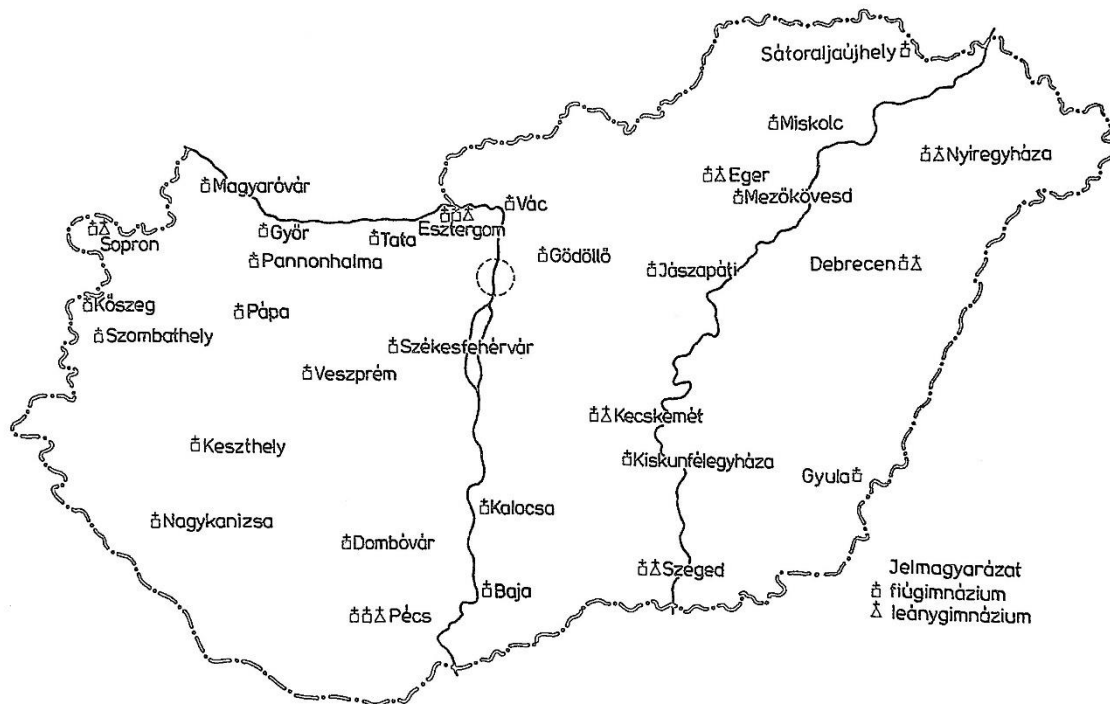 Sátoraljaújhely
Miskolc
Nyíregyháza
Eger
Mezőkövesd
Magyaróvár
Vác
Esztergom
Sopron
Győr
Tata
Gödöllő
Pannonhalma
Jászapáti
Debrecen
Kőszeg
Pápa
Szombathely
Székesfehérvár
Veszprém
Kecskemét
Keszthely
Kiskunfélegyháza
Gyula
Kalocsa
Nagykanizsa
Dombóvár
Szeged
Baja
Pécs
Jelmagyarázat
fiúgimnázium
leánygimnázium